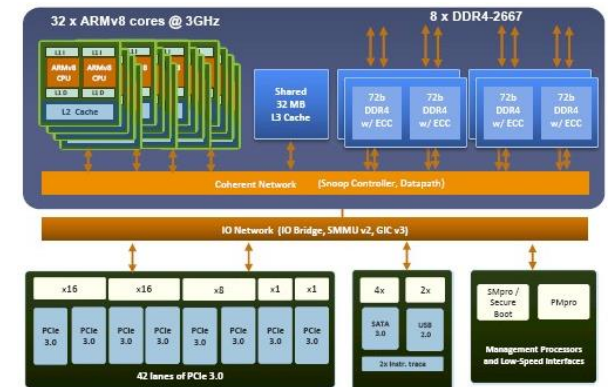 32 x ARMv8 cores @ 3GHz
8 x DDR4-2667
L1 I L1 I L1 I L1 I
ARMv8 CPU
ARMv8 CPU
L1 D L1 D
L2 Cache
Shared
32 MB
L3 Cache
72b
DDR4
w/ ECC
72b
DDR4
w/ ECC
72b
DDR4
w/ ECC
72b
DDR4
w/ ECC
Coherent Network (Snoop Controller, Datapath)
IO Network (IO Bridge, SMMU v2, GIC v3)
x16 x16 x8 x1 x1
PCIe
3.0
PCIe
3.0
PCIe
3.0
PCIe
3.0
PCIe
3.0
PCIe
3.0
PCIe
3.0
PCIe
3.0
42 lanes of PCIe 3.0
4x 2x
SATA
3.0
USB
2.0
2x Instr. trace
SMpro /
Secure
Boot
PMpro
Management Processors
and Low-Speed Interfaces